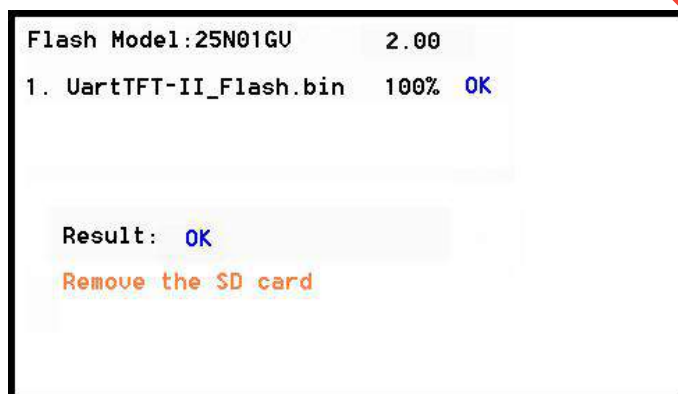 Flash Model:25N01GV 2.00
1. UartTFT-II_Flash.bin 100% OK
Result: OK
Remove the SD card